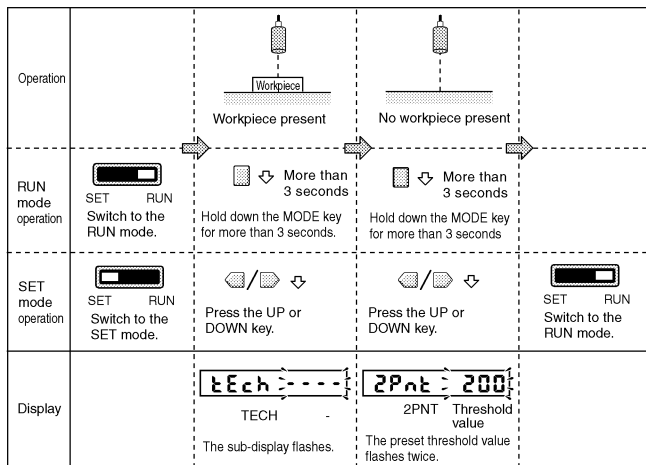 Operation
Workpiece
Workpiece present
No workpiece present
RUN
mode
operation
SET RUN
Switch to the
RUN mode.
More than
3 seconds
Hold down the MODE key
for more than 3 seconds.
More than
3 seconds
Hold down the MODE key
for more than 3 seconds
SET
mode
operation
SET RUN
Switch to the
SET mode.
Press the UP or
DOWN key.
Press the UP or
DOWN key.
SET RUN
Switch to the
RUN mode.
Display
tEch ----
TECH -
The sub-display flashes.
2Pnt 200
2PNT Threshold
value
The preset threshold value
flashes twice.